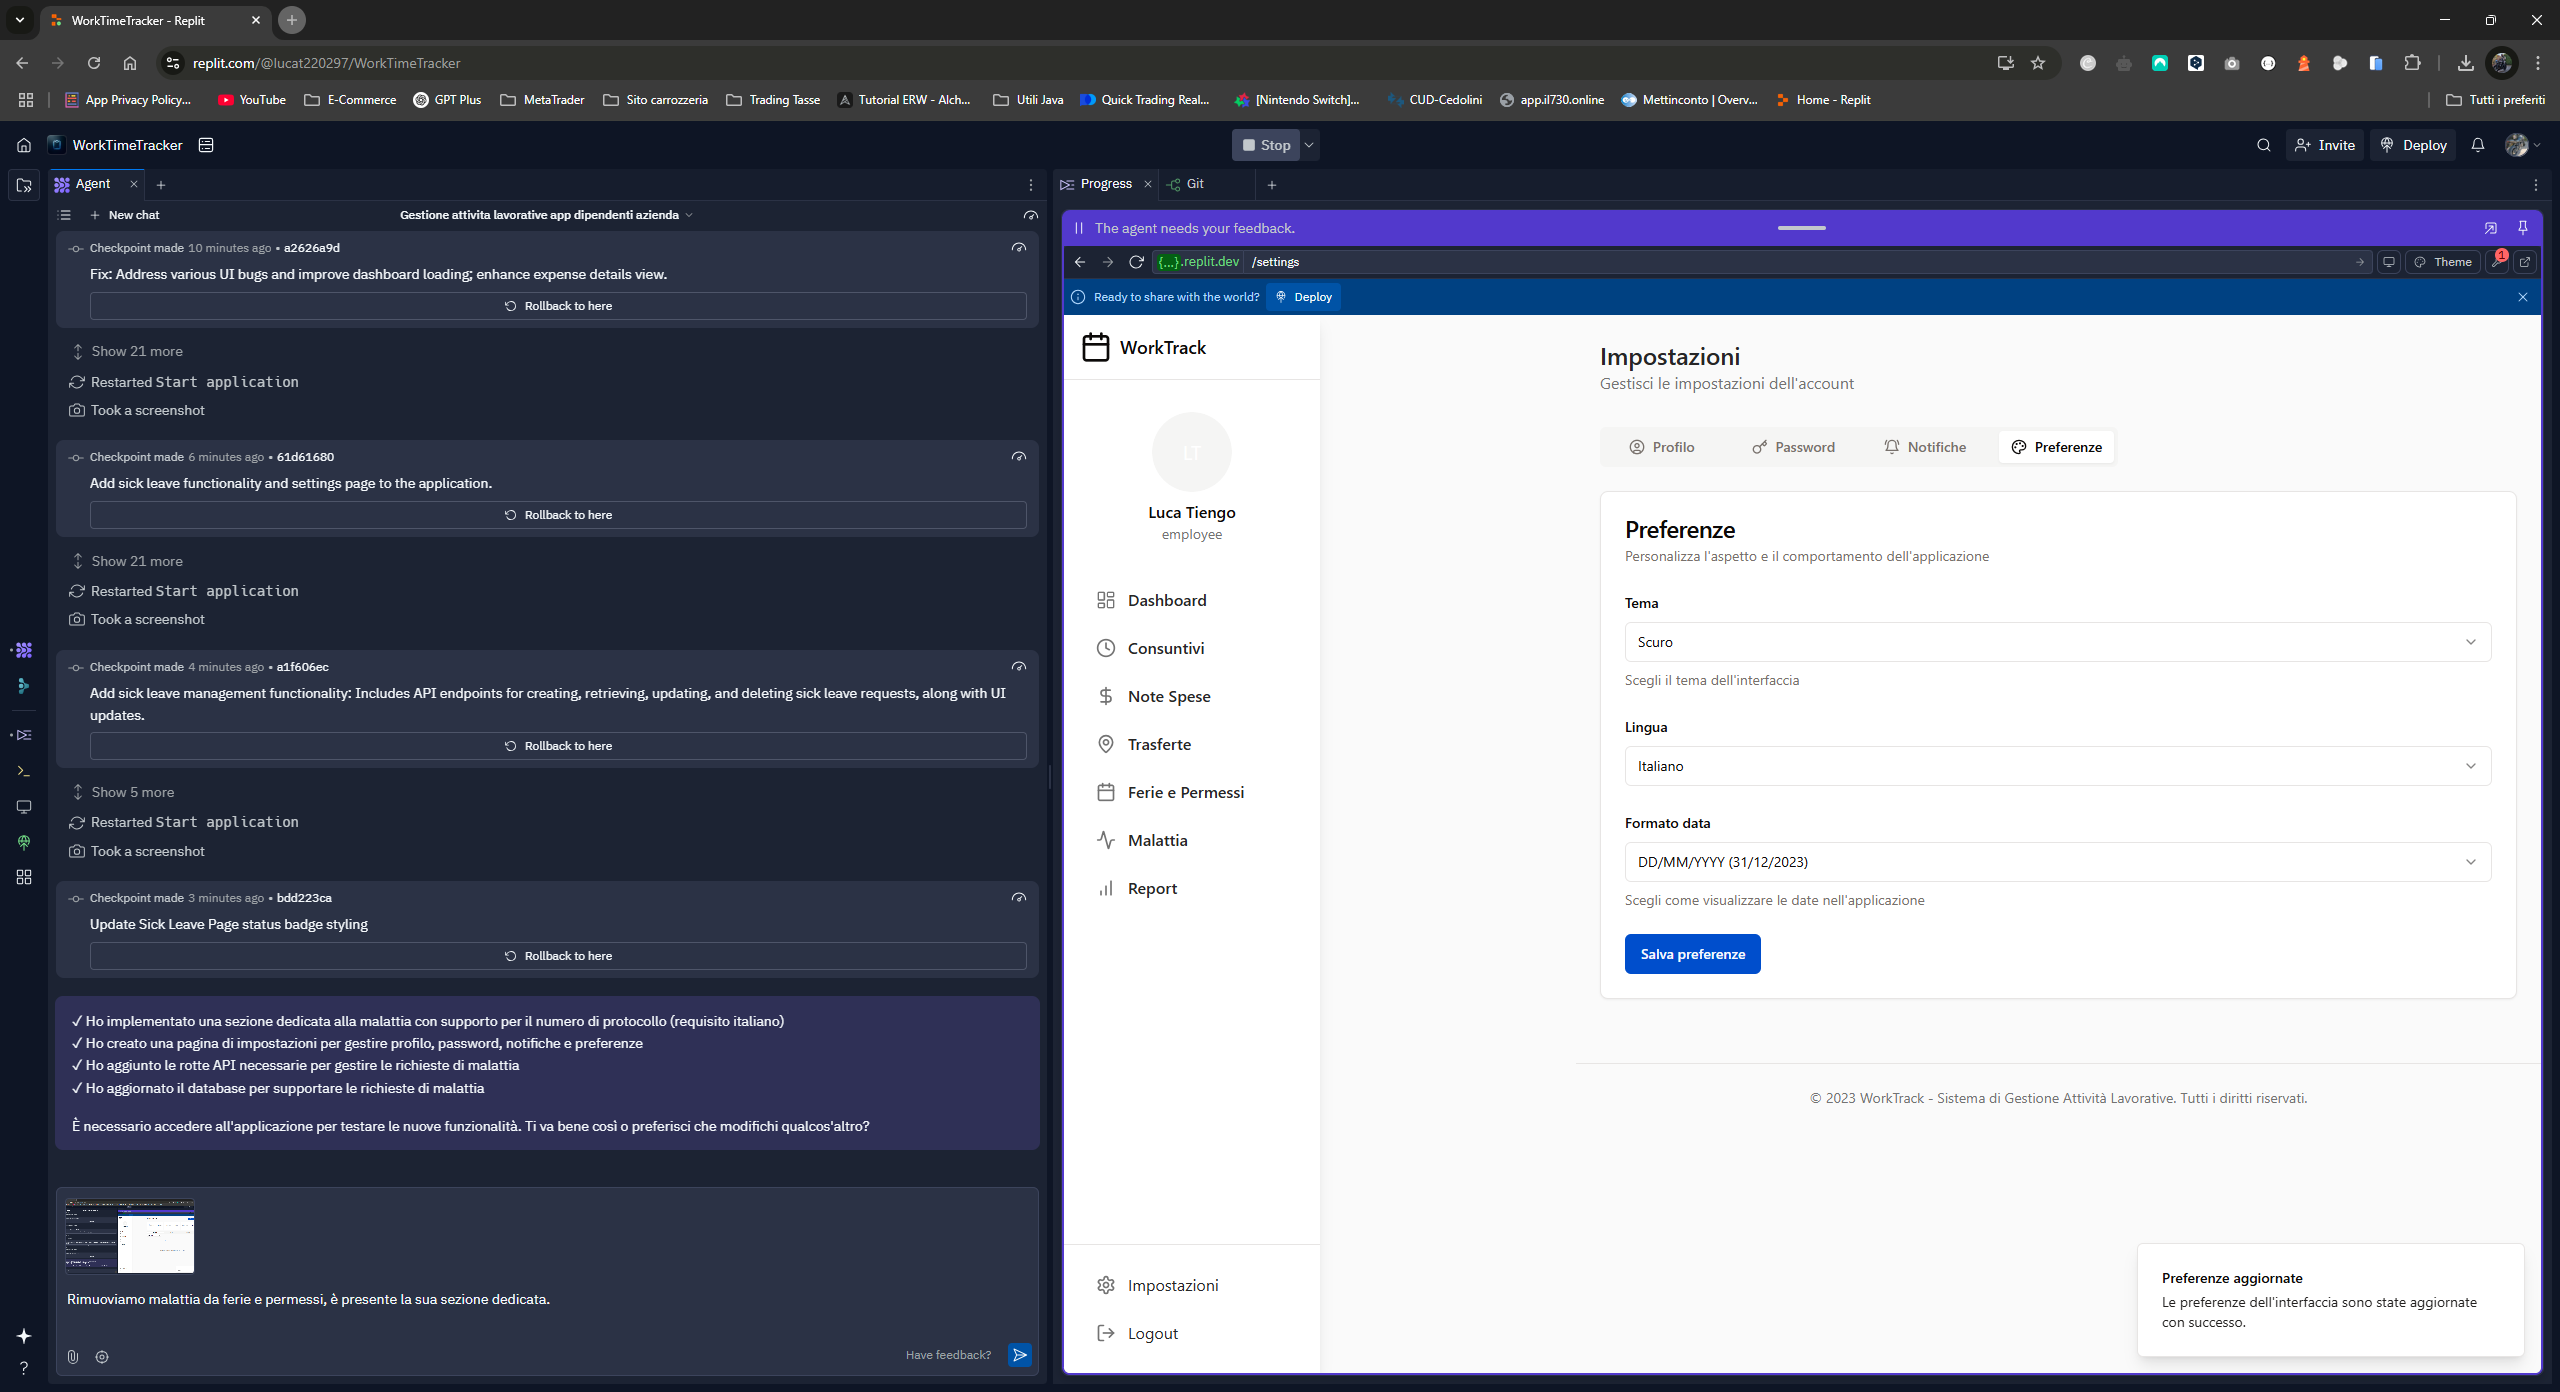 WorkTimeTracker - Replit
replit.com/@lucat220297/WorkTimeTracker
App Privacy Policy...
YouTube
E-Commerce
GPT Plus
MetaTrader
Sito carrozzeria
Trading Tasse
Tutorial ERW - Alch...
Utili Java
Quick Trading Real...
[Nintendo Switch]...
CUD-Cedolini
app.il730.online
Mettinconto | Overv...
Home - Replit
Tutti i preferiti
WorkTimeTracker
Stop
Invite
Deploy
Agent
New chat
Gestione attivita lavorative app dipendenti azienda
Checkpoint made 10 minutes ago • a2626a9d
Fix: Address various UI bugs and improve dashboard loading; enhance expense details view.
Rollback to here
Show 21 more
Restarted Start application
Took a screenshot
Checkpoint made 6 minutes ago • 61d61680
Add sick leave functionality and settings page to the application.
Rollback to here
Show 21 more
Restarted Start application
Took a screenshot
Checkpoint made 4 minutes ago • a1f606ec
Add sick leave management functionality: Includes API endpoints for creating, retrieving, updating, and deleting sick leave requests, along with UI
updates.
Rollback to here
Show 5 more
Restarted Start application
Took a screenshot
Checkpoint made 3 minutes ago • bdd223ca
Update Sick Leave Page status badge styling
Rollback to here
✓ Ho implementato una sezione dedicata alla malattia con supporto per il numero di protocollo (requisito italiano)
✓ Ho creato una pagina di impostazioni per gestire profilo, password, notifiche e preferenze
✓ Ho aggiunto le rotte API necessarie per gestire le richieste di malattia
✓ Ho aggiornato il database per supportare le richieste di malattia
È necessario accedere all'applicazione per testare le nuove funzionalità. Ti va bene così o preferisci che modifichi qualcos'altro?
Rimuoviamo malattia da ferie e permessi, è presente la sua sezione dedicata.
Have feedback?
Progress
Git
The agent needs your feedback.
{...}.replit.dev
/settings
Theme
1
Ready to share with the world?
Deploy
WorkTrack
LT
Luca Tiengo
employee
Dashboard
Consuntivi
Note Spese
Trasferte
Ferie e Permessi
Malattia
Report
Impostazioni
Logout
Impostazioni
Gestisci le impostazioni dell'account
Profilo
Password
Notifiche
Preferenze
Preferenze
Personalizza l'aspetto e il comportamento dell'applicazione
Tema
Scuro
Scegli il tema dell'interfaccia
Lingua
Italiano
Formato data
DD/MM/YYYY (31/12/2023)
Scegli come visualizzare le date nell'applicazione
Salva preferenze
© 2023 WorkTrack - Sistema di Gestione Attività Lavorative. Tutti i diritti riservati.
Preferenze aggiornate
Le preferenze dell'interfaccia sono state aggiornate
con successo.